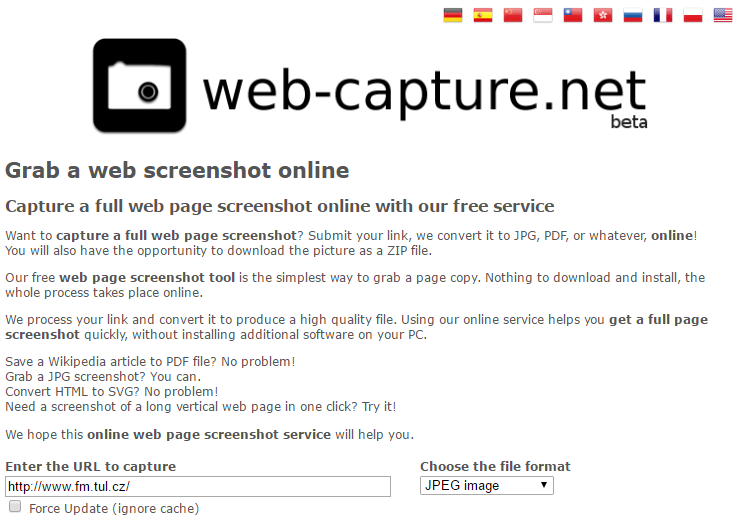 web-capture.net
beta
Grab a web screenshot online
Capture a full web page screenshot online with our free service
Want to capture a full web page screenshot? Submit your link, we convert it to JPG, PDF, or whatever, online!
You will also have the opportunity to download the picture as a ZIP file.
Our free web page screenshot tool is the simplest way to grab a page copy. Nothing to download and install, the
whole process takes place online.
We process your link and convert it to produce a high quality file. Using our online service helps you get a full page
screenshot quickly, without installing additional software on your PC.
Save a Wikipedia article to PDF file? No problem!
Grab a JPG screenshot? You can.
Convert HTML to SVG? No problem!
Need a screenshot of a long vertical web page in one click? Try it!
We hope this online web page screenshot service will help you.
Enter the URL to capture
http://www.fm.tul.cz/
Force Update (ignore cache)
Choose the file format
JPEG image